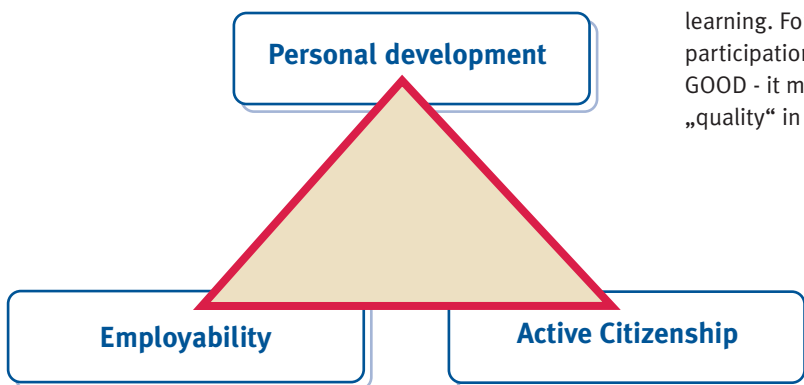 Personal development
Employability
Active Citizenship
learning. Fo
participation
GOOD - it m
„quality“ in